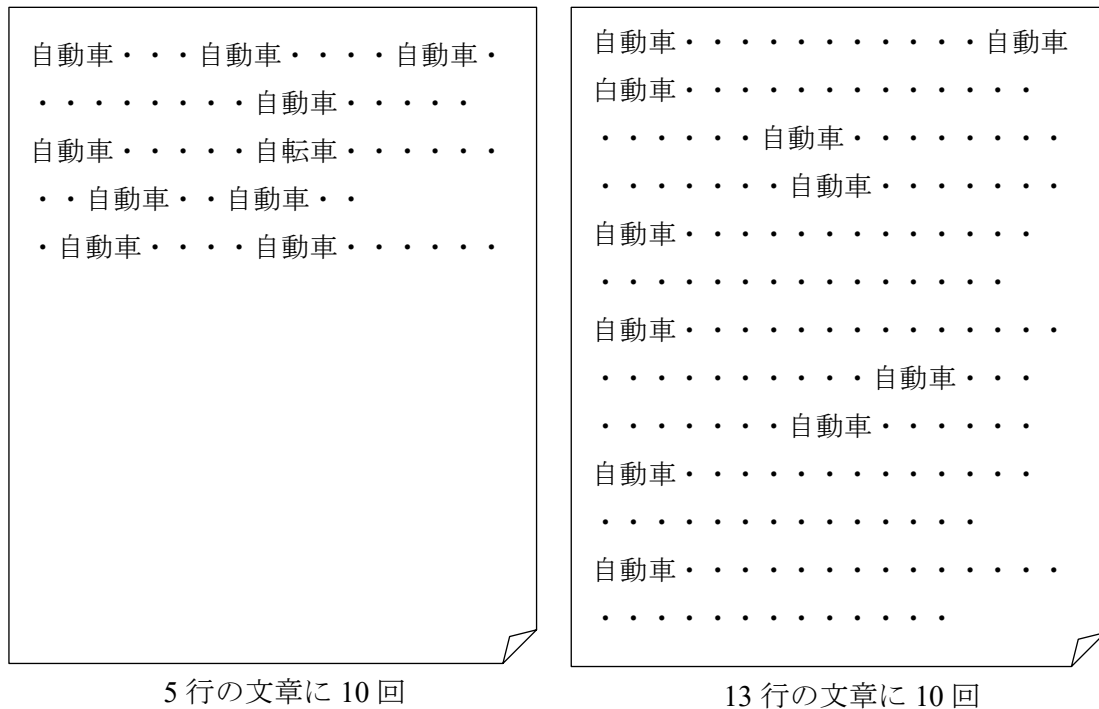 自動車・・・自動車・・・・自動車・
・・・・・・・・自動車・・・・・
自動車・・・・・自転車・・・・・・
・・自動車・・自動車・・
・自動車・・・・自動車・・・・・・
5 行の文章に 10 回
自動車・・・・・・・・・・・自動車
白動車・・・・・・・・・・・・・
・・・・・・自動車・・・・・・・・
・・・・・・・自動車・・・・・・・
自動車・・・・・・・・・・・・・
・・・・・・・・・・・・・・・
自動車・・・・・・・・・・・・・・
・・・・・・・・・・自動車・・・
・・・・・・・自動車・・・・・・
自動車・・・・・・・・・・・・・
・・・・・・・・・・・・・・
自動車・・・・・・・・・・・・・・
・・・・・・・・・・・・・
13 行の文章に 10 回